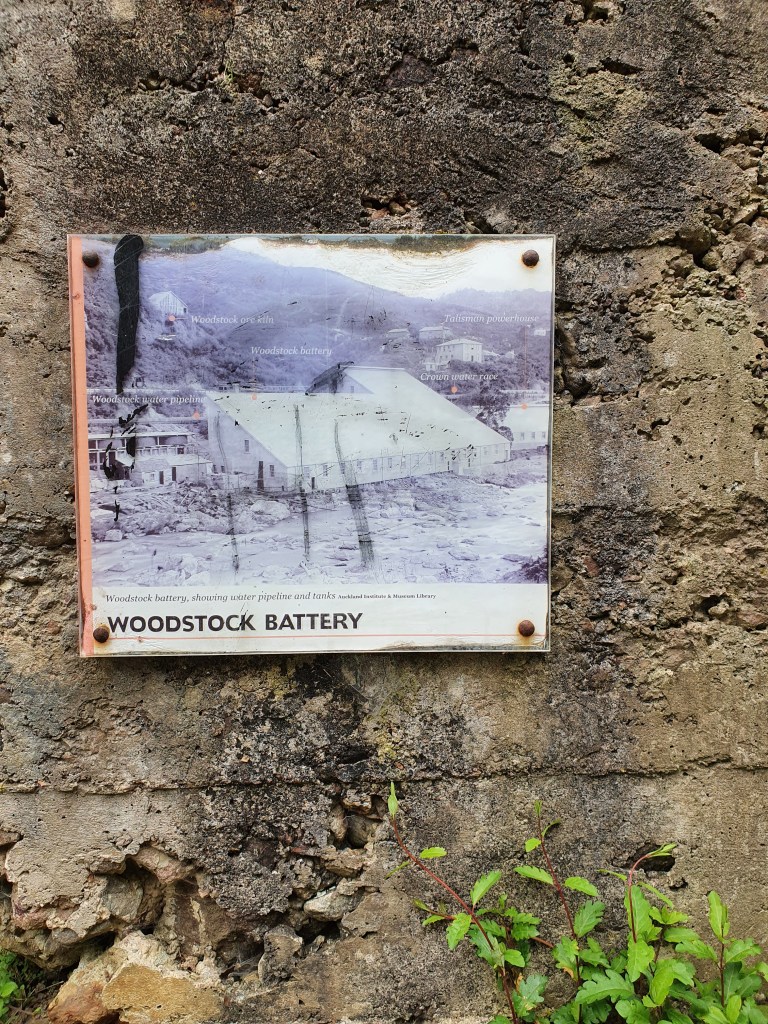 Woodstock ore kiln
Talisman powerhouse
Woodstock battery
Crown water race
Woodstock water pipeline
Woodstock battery, showing water pipeline and tanks Auckland Institute & Museum Library
WOODSTOCK BATTERY